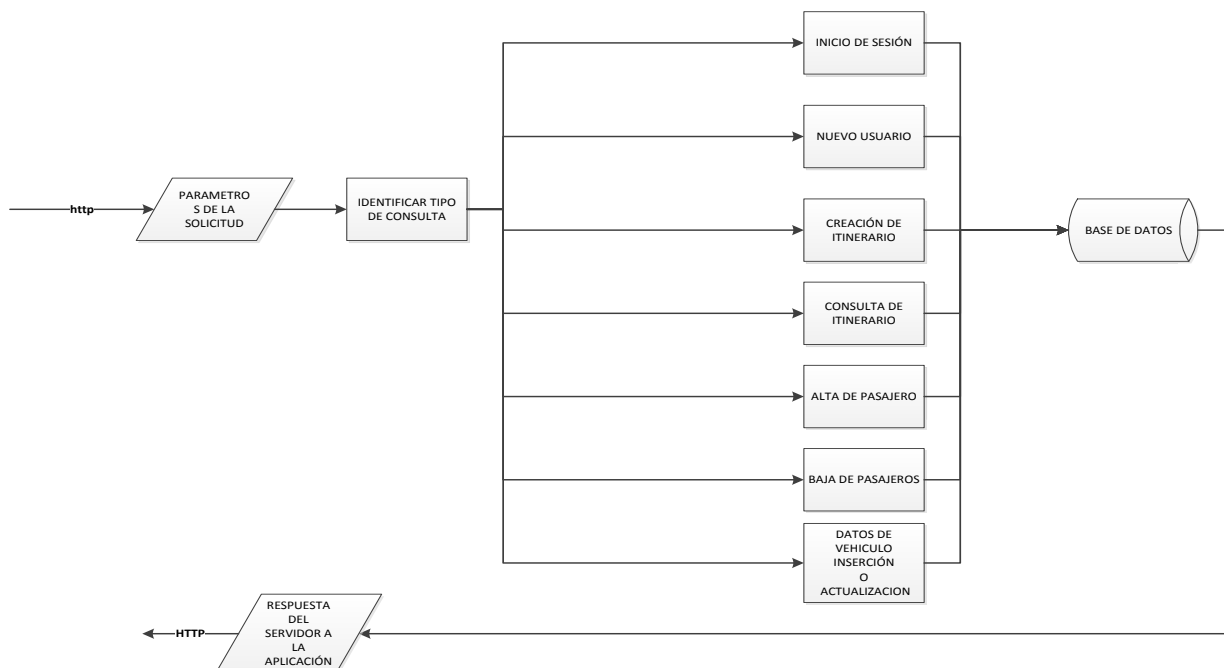 INICIO DE SESIÓN
NUEVO USUARIO
http
PARAMETRO
S DE LA
SOLICITUD
IDENTIFICAR TIPO
DE CONSULTA
CREACIÓN DE
ITINERARIO
BASE DE DATOS
CONSULTA DE
ITINERARIO
ALTA DE PASAJERO
BAJA DE PASAJEROS
DATOS DE
VEHICULO
INSERCIÓN
O
ACTUALIZACION
HTTP
RESPUESTA
DEL
SERVIDOR A
LA
APLICACIÓN